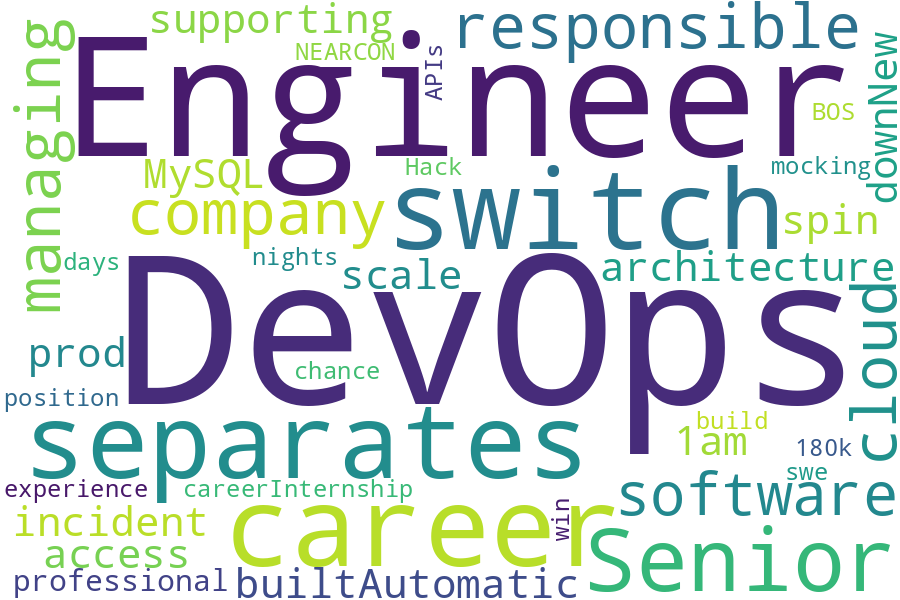 supporting
responsible
NEARCON
APIs
Engineer
managing
downNew
BOS
mocking
Hack
MySQL
switch
company
spin
days
nights
scale
architecture
DevOps
cloud
prod
chance
position
separates
build
1am
180k
swe
experience
careerInternship
software
win
incident
career
Senior
access
professional
builtAutomatic